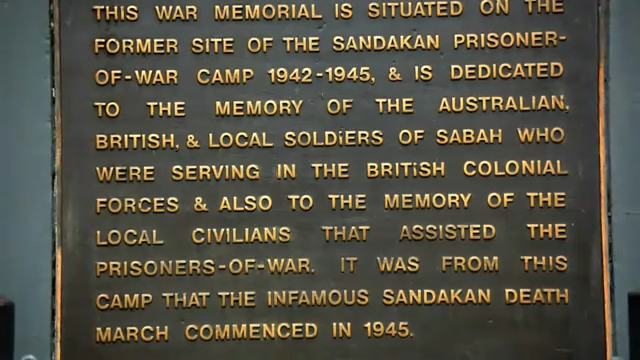 THIS WAR MEMORIAL IS SITUATED ON THE
FORMER SITE OF THE SANDAKAN PRISONER-
OF-WAR CAMP 1942-1945, & IS DEDICATED
TO THE MEMORY OF THE AUSTRALIAN,
BRITISH, & LOCAL SOLDiERS OF SABAH WHO
WERE SERVING IN THE BRITiSH COLONIAL
FORCES & ALSO TO THE MEMORY OF THE
LOCAL CIVILIANS THAT ASSISTED THE
PRISONERS-OF-WAR. IT WAS FROM THIS
CAMP THAT THE INFAMOUS SANDAKAN DEATH
MARCH COMMENCED IN 1945.